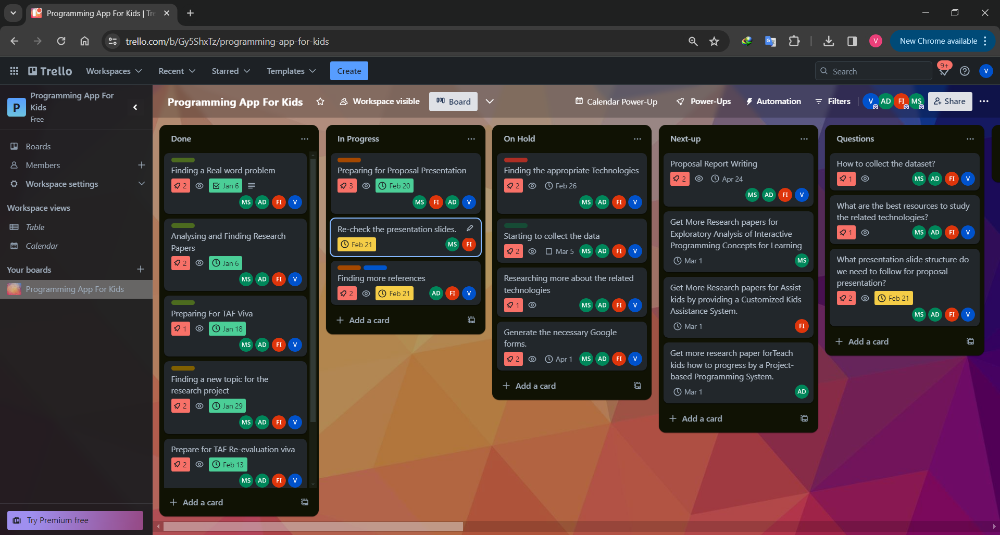 Programming App For Kids | Tre
trello.com/b/Gy5ShxTz/programming-app-for-kids
V
New Chrome available
Trello
Workspaces
Recent
Starred
Templates
Create
Search
9+
V
P
Programming App For
Kids
Free
Boards
Members
Workspace settings
Workspace views
Table
Calendar
Your boards
Programming App For Kids
Try Premium free
Programming App For Kids
Workspace visible
Board
Calendar Power-Up
Power-Ups
Automation
Filters
V AD FI MS
Share
Done
Finding a Real word problem
2 Jan 6
MS AD FI V
Analysing and Finding Research
Papers
2 Jan 6
MS AD FI V
Preparing For TAF Viva
1 Jan 18
MS AD FI V
Finding a new topic for the
research project
2 Jan 29
MS AD FI V
Prepare for TAF Re-evaluation viva
2 Feb 13
MS AD FI V
Add a card
In Progress
Preparing for Proposal Presentation
3 Feb 20
MS FI AD V
Re-check the presentation slides.
Feb 21 MS FI
Finding more references
2 Feb 21 AD FI V
Add a card
On Hold
Finding the appropriate Technologies
2 Feb 26
MS AD FI V
Starting to collect the data
2 Mar 5 MS AD FI V
Researching more about the related
technologies
1 MS AD FI V
Generate the necessary Google
forms.
2 Apr 1 MS AD FI V
Add a card
Next-up
Proposal Report Writing
2 Apr 24
MS AD FI V
Get More Research papers for
Exploratory Analysis of Interactive
Programming Concepts for Learning
Mar 1 MS
Get More Research papers for Assist
kids by providing a Customized Kids
Assistance System.
Mar 1 FI
Get more research paper forTeach
kids how to progress by a Project-
based Programming System.
Mar 1 AD
Add a card
Questions
How to collect the dataset?
1 MS AD FI V
What are the best resources to study
the related technologies?
1 MS AD FI V
What presentation slide structure do
we need to follow for proposal
presentation?
2 Feb 21
MS AD FI V
Add a card